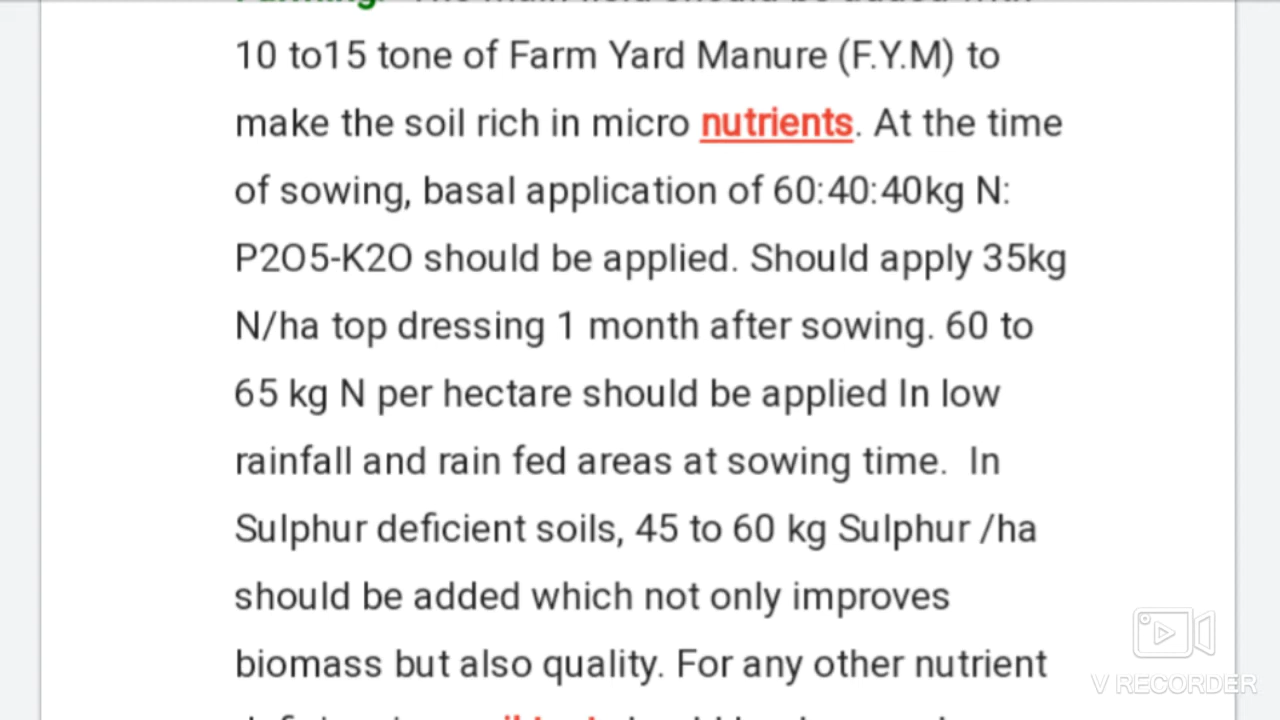 10 to15 tone of Farm Yard Manure (F.Y.M) to
make the soil rich in micro nutrients. At the time
of sowing, basal application of 60:40:40kg N:
P2O5-K2O should be applied. Should apply 35kg
N/ha top dressing 1 month after sowing. 60 to
65 kg N per hectare should be applied In low
rainfall and rain fed areas at sowing time.  In
Sulphur deficient soils, 45 to 60 kg Sulphur /ha
should be added which not only improves
biomass but also quality. For any other nutrient
V RECORDER